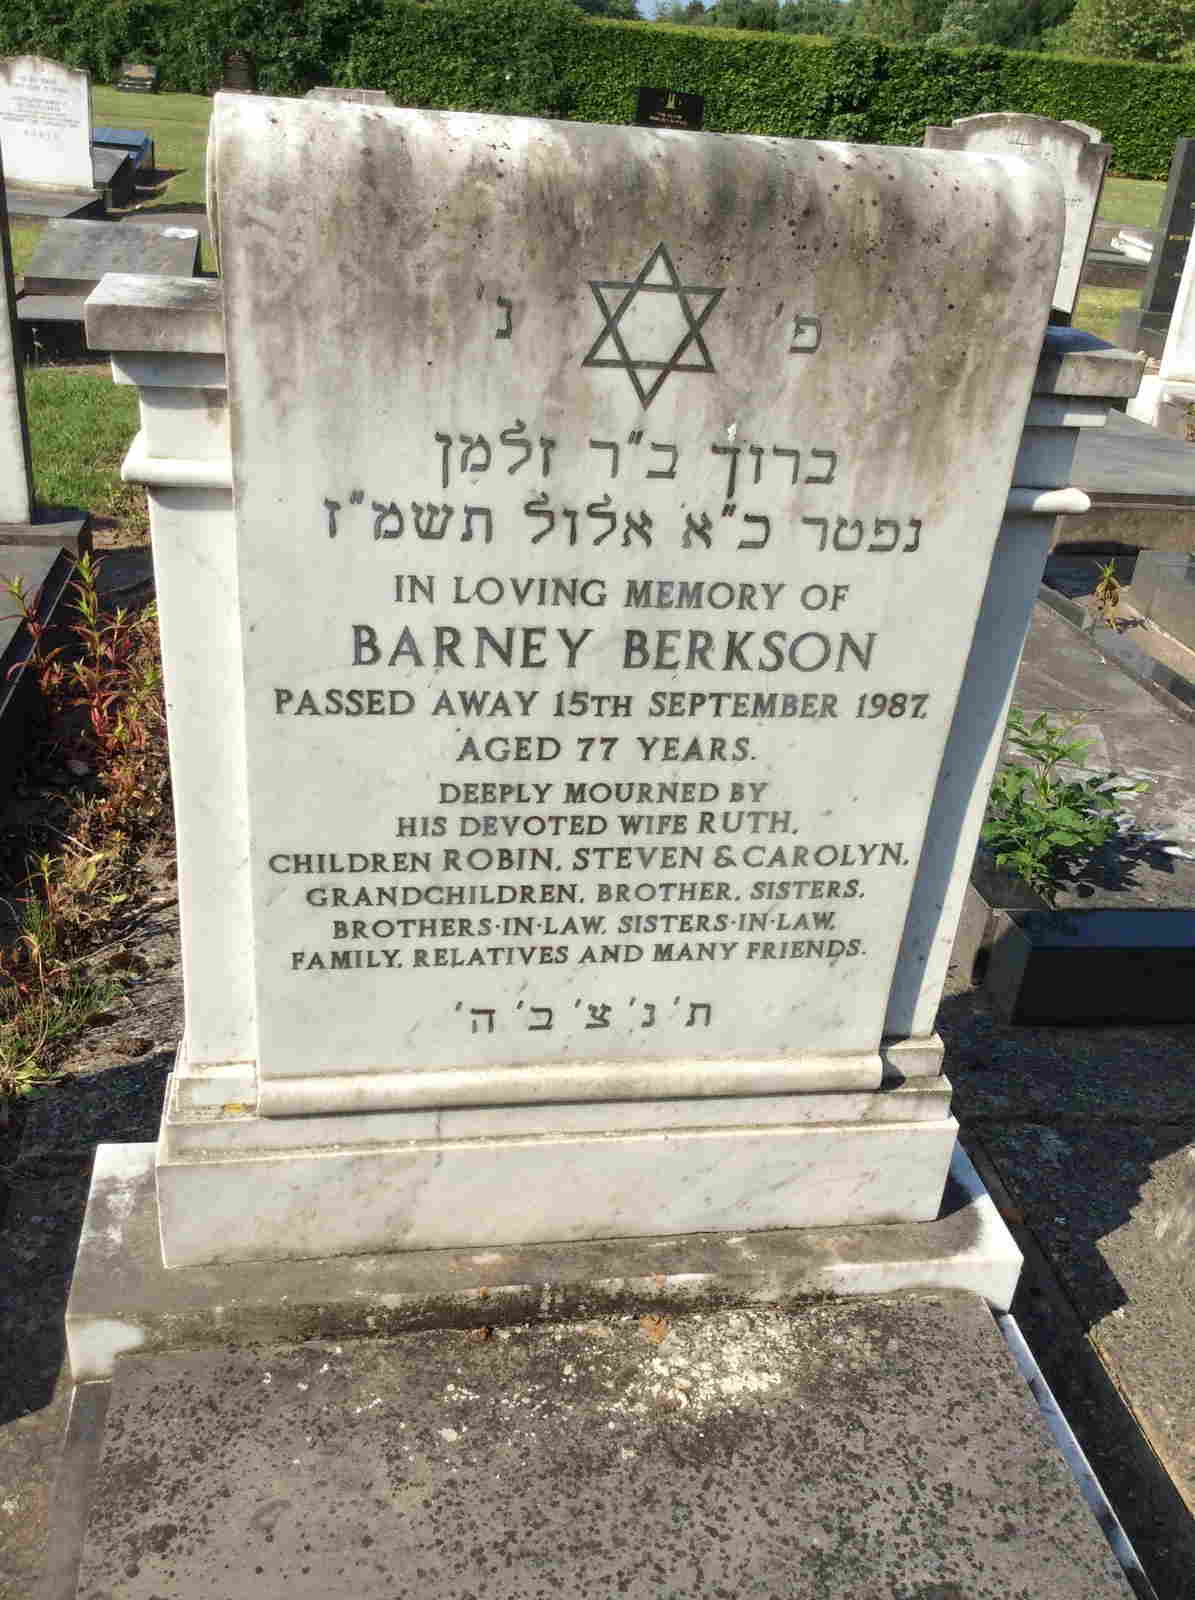 פ' נ'
ברוך ב"ר זלמן
נפטר כ"א אלול תשמ"ז
IN LOVING MEMORY OF
BARNEY BERKSON
PASSED AWAY 15TH SEPTEMBER 1987,
AGED 77 YEARS.
DEEPLY MOURNED BY
HIS DEVOTED WIFE RUTH,
CHILDREN ROBIN, STEVEN & CAROLYN,
GRANDCHILDREN, BROTHER, SISTERS,
BROTHERS-IN-LAW, SISTERS-IN-LAW,
FAMILY, RELATIVES AND MANY FRIENDS.
ת' נ' צ' ב' ה'